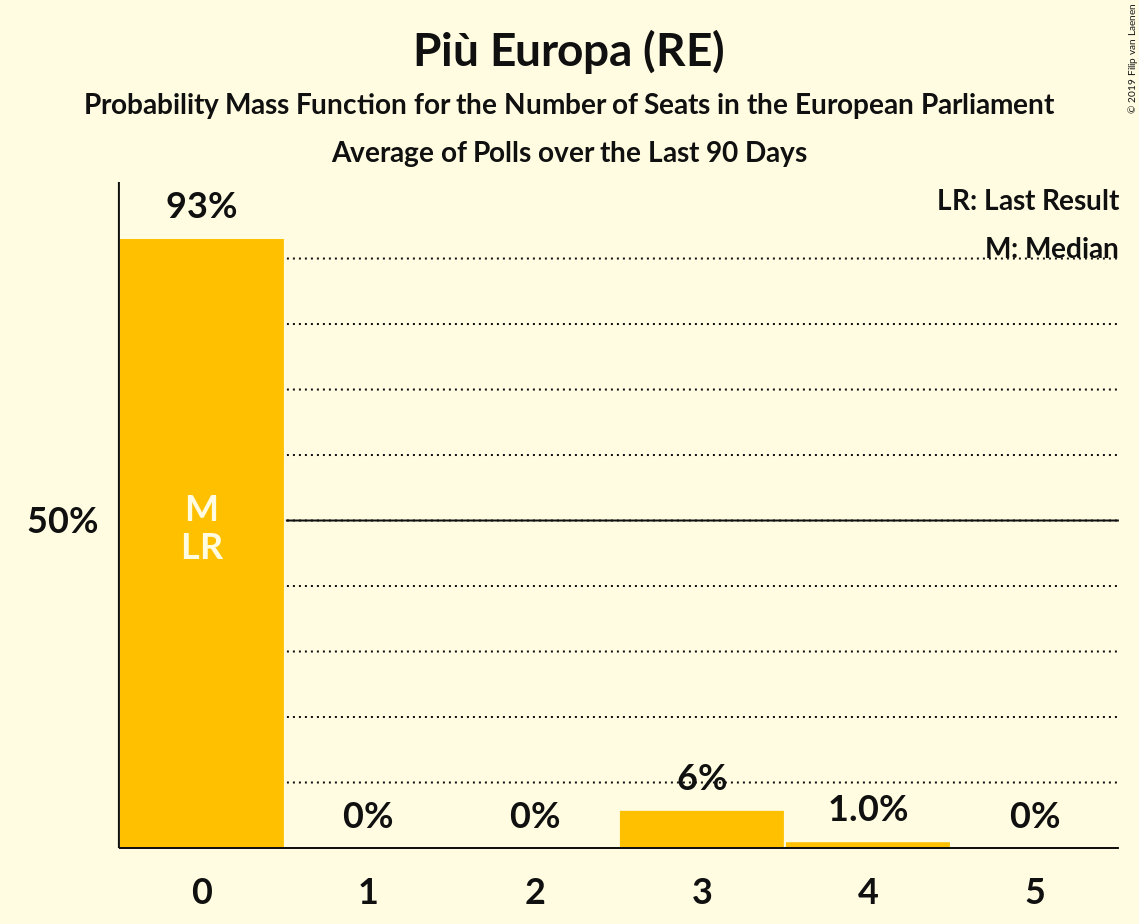 Più Europa (RE)
Probability Mass Function for the Number of Seats in the European Parliament
Average of Polls over the Last 90 Days
© 2019 Filip van Laenen
LR: Last Result
M: Median
93%
50%
M
LR
0%
0%
6%
1.0%
0%
0
1
2
3
4
5